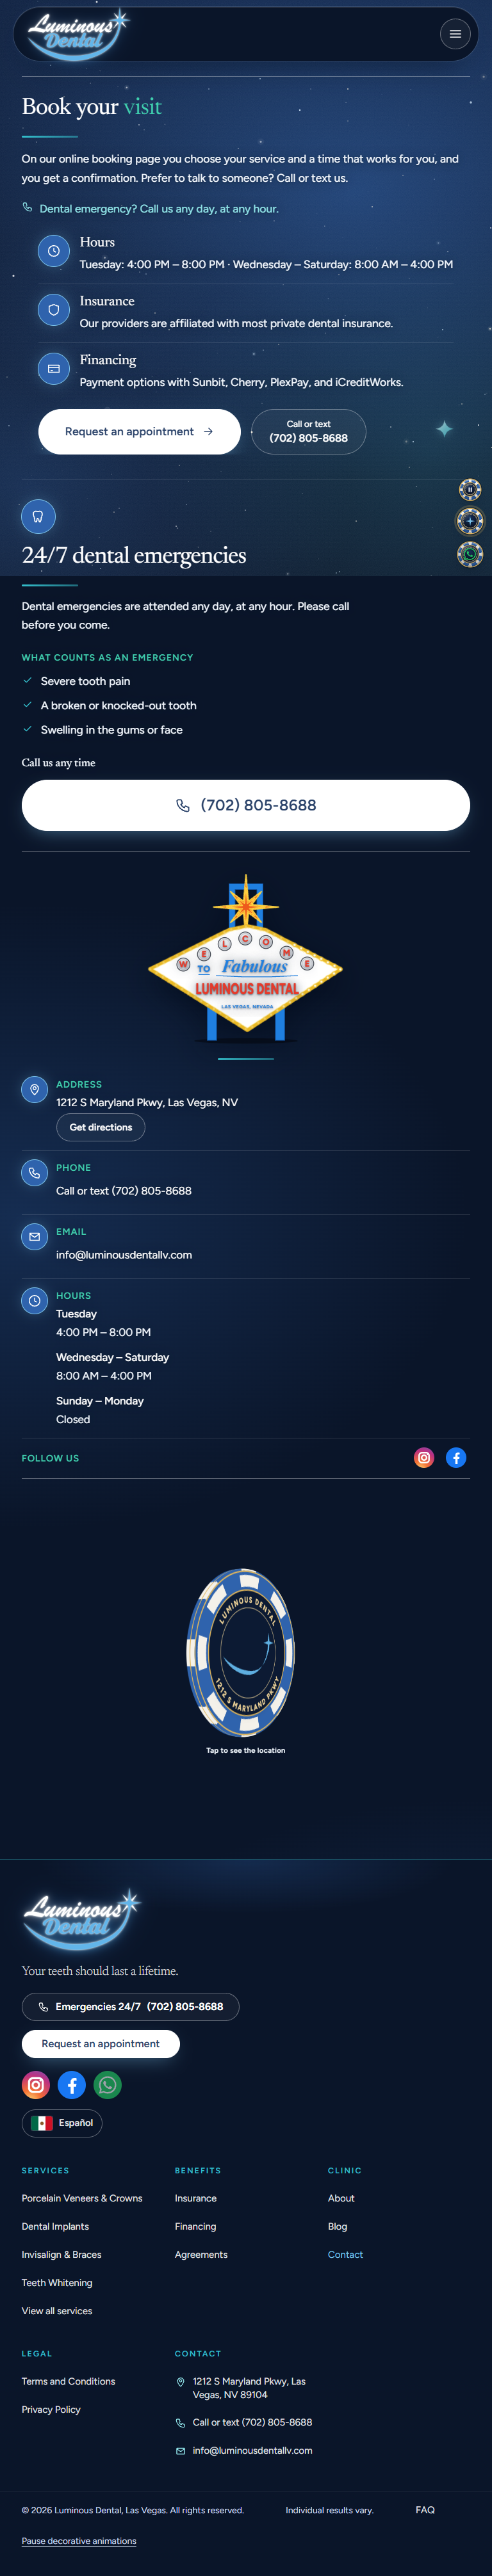 Luminous
Dental
Book your visit
On our online booking page you choose your service and a time that works for you, and
you get a confirmation. Prefer to talk to someone? Call or text us.
Dental emergency? Call us any day, at any hour.
Hours
Tuesday: 4:00 PM – 8:00 PM · Wednesday – Saturday: 8:00 AM – 4:00 PM
Insurance
Our providers are affiliated with most private dental insurance.
Financing
Payment options with Sunbit, Cherry, PlexPay, and iCreditWorks.
Request an appointment →
Call or text
(702) 805-8688
24/7 dental emergencies
Dental emergencies are attended any day, at any hour. Please call
before you come.
WHAT COUNTS AS AN EMERGENCY
Severe tooth pain
A broken or knocked-out tooth
Swelling in the gums or face
Call us any time
(702) 805-8688
WELCOME
TO Fabulous
LUMINOUS DENTAL
LAS VEGAS, NEVADA
ADDRESS
1212 S Maryland Pkwy, Las Vegas, NV
Get directions
PHONE
Call or text (702) 805-8688
EMAIL
info@luminousdentallv.com
HOURS
Tuesday
4:00 PM – 8:00 PM
Wednesday – Saturday
8:00 AM – 4:00 PM
Sunday – Monday
Closed
FOLLOW US
LUMINOUS DENTAL
1212 S MARYLAND PKWY
Tap to see the location
Luminous
Dental
Your teeth should last a lifetime.
Emergencies 24/7 (702) 805-8688
Request an appointment
Español
SERVICES
Porcelain Veneers & Crowns
Dental Implants
Invisalign & Braces
Teeth Whitening
View all services
BENEFITS
Insurance
Financing
Agreements
CLINIC
About
Blog
Contact
LEGAL
Terms and Conditions
Privacy Policy
CONTACT
1212 S Maryland Pkwy, Las
Vegas, NV 89104
Call or text (702) 805-8688
info@luminousdentallv.com
© 2026 Luminous Dental, Las Vegas. All rights reserved.
Individual results vary.
FAQ
Pause decorative animations